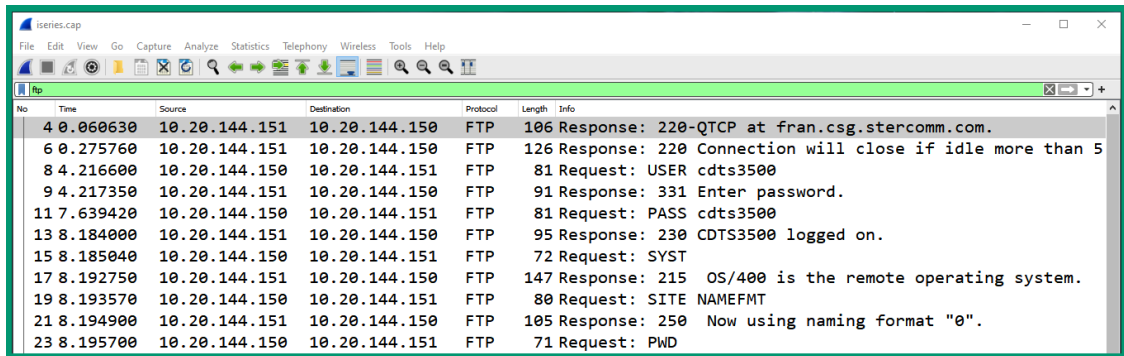 iseries.cap
File Edit View Go Capture Analyze Statistics Telephony Wireless Tools Help
ftp
No Time Source Destination Protocol Length Info
4 0.060630 10.20.144.151 10.20.144.150 FTP 106 Response: 220-QTCP at fran.csg.stercomm.com.
6 0.275760 10.20.144.151 10.20.144.150 FTP 126 Response: 220 Connection will close if idle more than 5
8 4.216600 10.20.144.150 10.20.144.151 FTP 81 Request: USER cdts3500
9 4.217350 10.20.144.151 10.20.144.150 FTP 91 Response: 331 Enter password.
11 7.639420 10.20.144.150 10.20.144.151 FTP 81 Request: PASS cdts3500
13 8.184000 10.20.144.151 10.20.144.150 FTP 95 Response: 230 CDTS3500 logged on.
15 8.185040 10.20.144.150 10.20.144.151 FTP 72 Request: SYST
17 8.192750 10.20.144.151 10.20.144.150 FTP 147 Response: 215  OS/400 is the remote operating system.
19 8.193570 10.20.144.150 10.20.144.151 FTP 80 Request: SITE NAMEFMT
21 8.194900 10.20.144.151 10.20.144.150 FTP 105 Response: 250  Now using naming format "0".
23 8.195700 10.20.144.150 10.20.144.151 FTP 71 Request: PWD